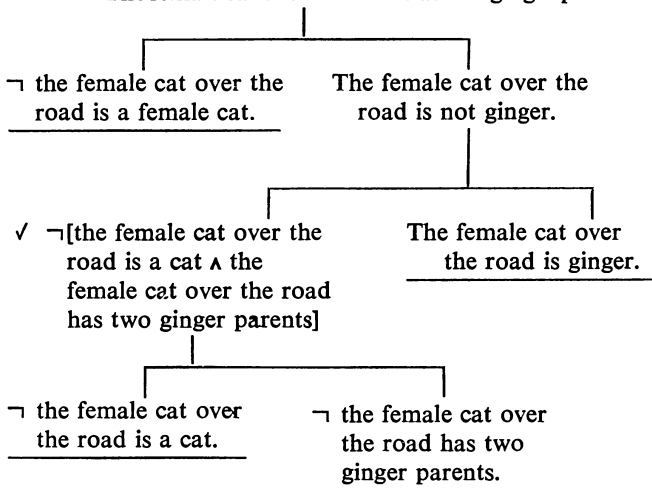 ¬ the female cat over the
road is a female cat.
The female cat over the
road is not ginger.
✓ ¬[the female cat over the
road is a cat ∧ the
female cat over the road
has two ginger parents]
The female cat over
the road is ginger.
¬ the female cat over
the road is a cat.
¬ the female cat over
the road has two
ginger parents.